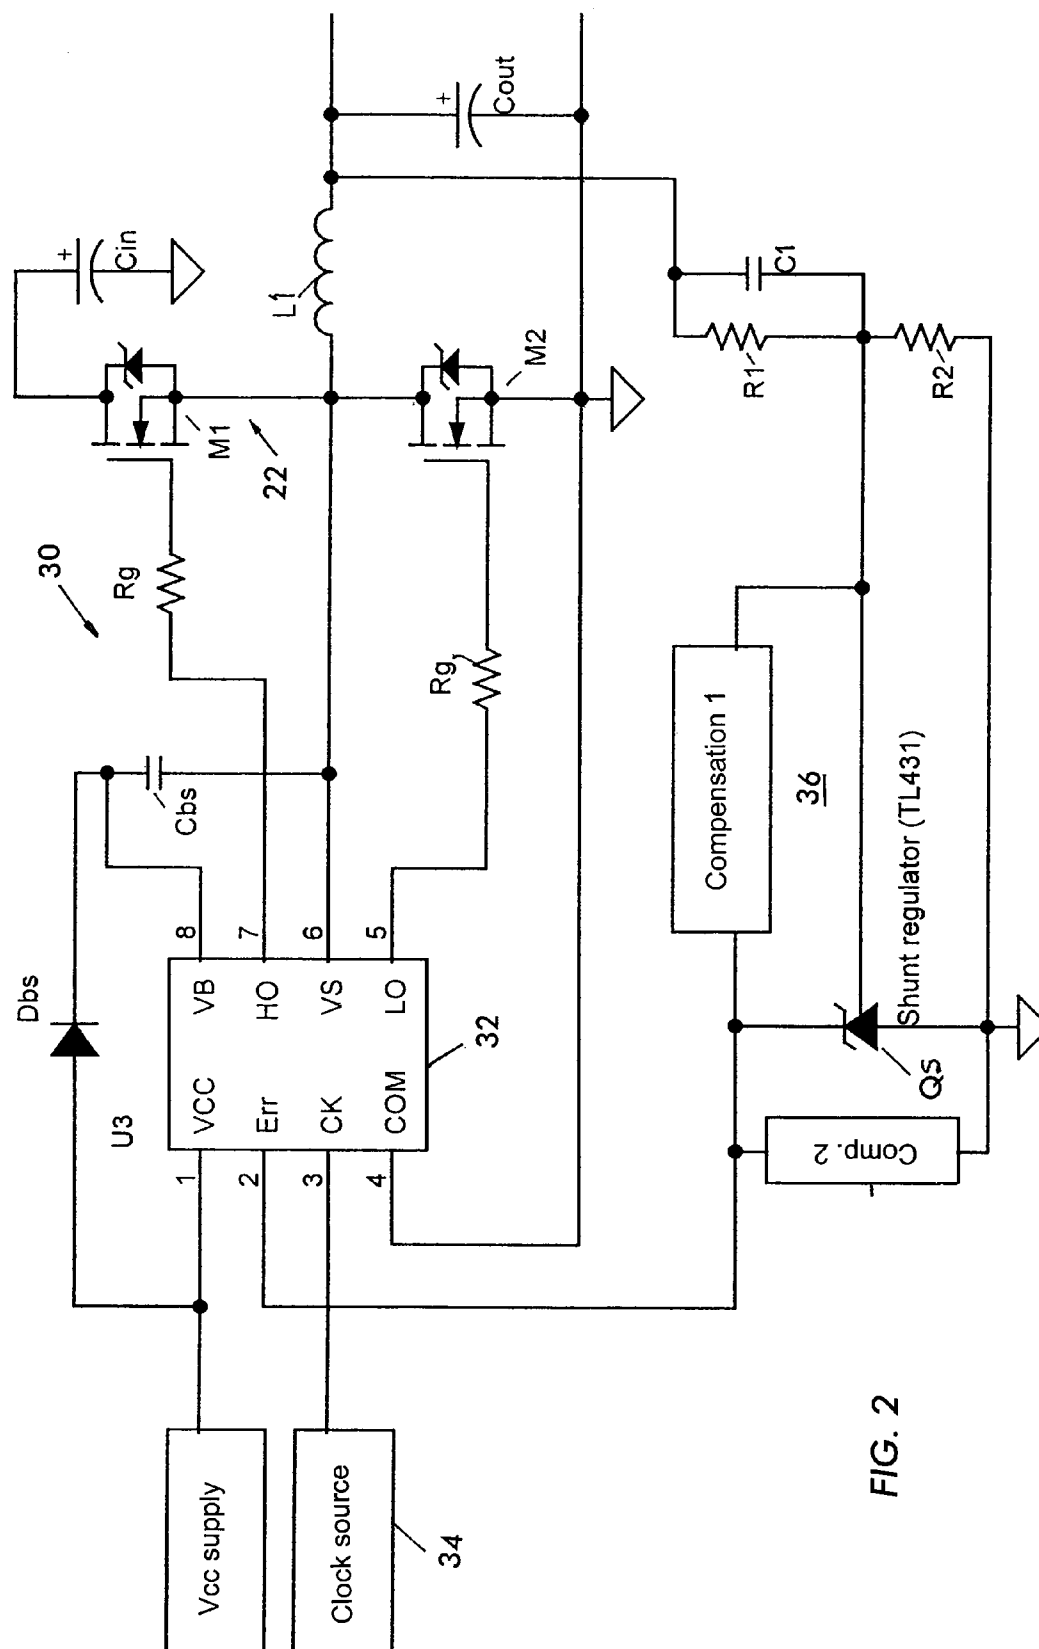 Cin
+
L1
M1
22
M2
+
Cout
30
Rg
Rg
Cbs
Dbs
U3
1
VCC
VB
8
2
Err
HO
7
3
CK
VS
6
4
COM
LO
5
32
Vcc supply
Clock source
34
C1
R1
R2
Compensation 1
36
Shunt regulator (TL431)
QS
Comp. 2
FIG. 2